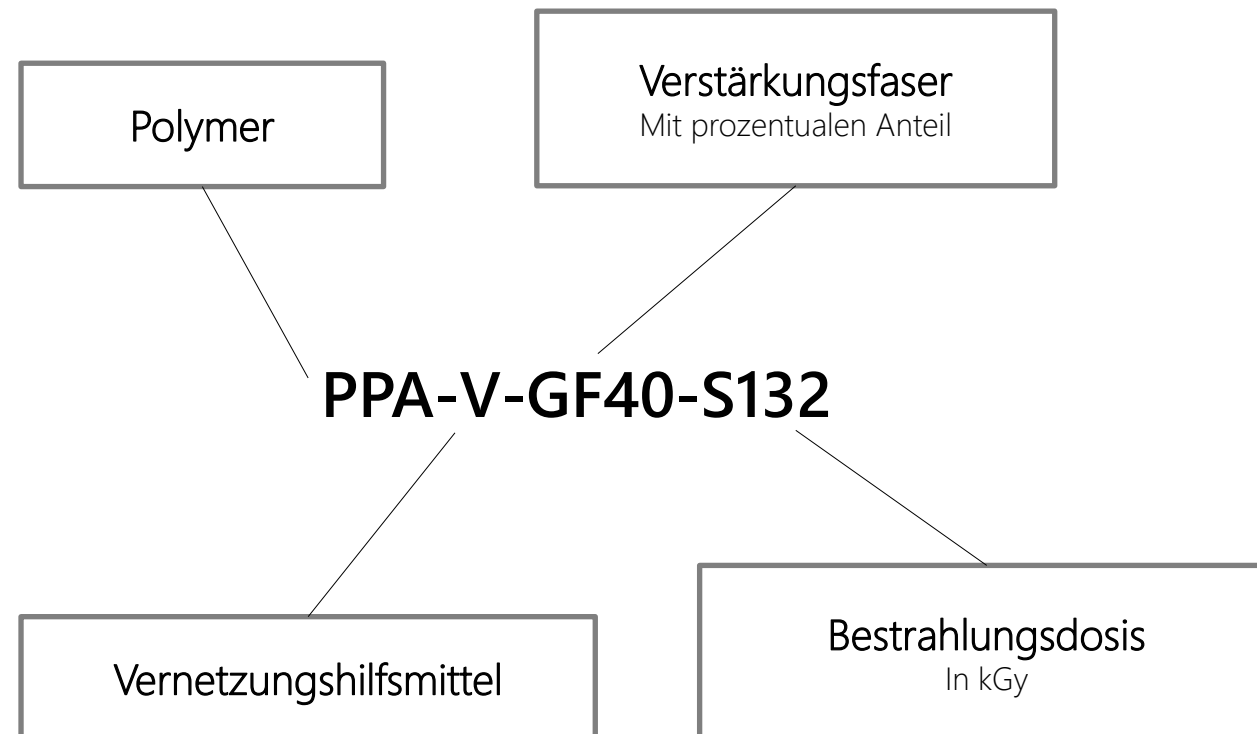 Polymer
Verstärkungsfaser
Mit prozentualen Anteil
PPA-V-GF40-S132
Vernetzungshilfsmittel
Bestrahlungsdosis
In kGy